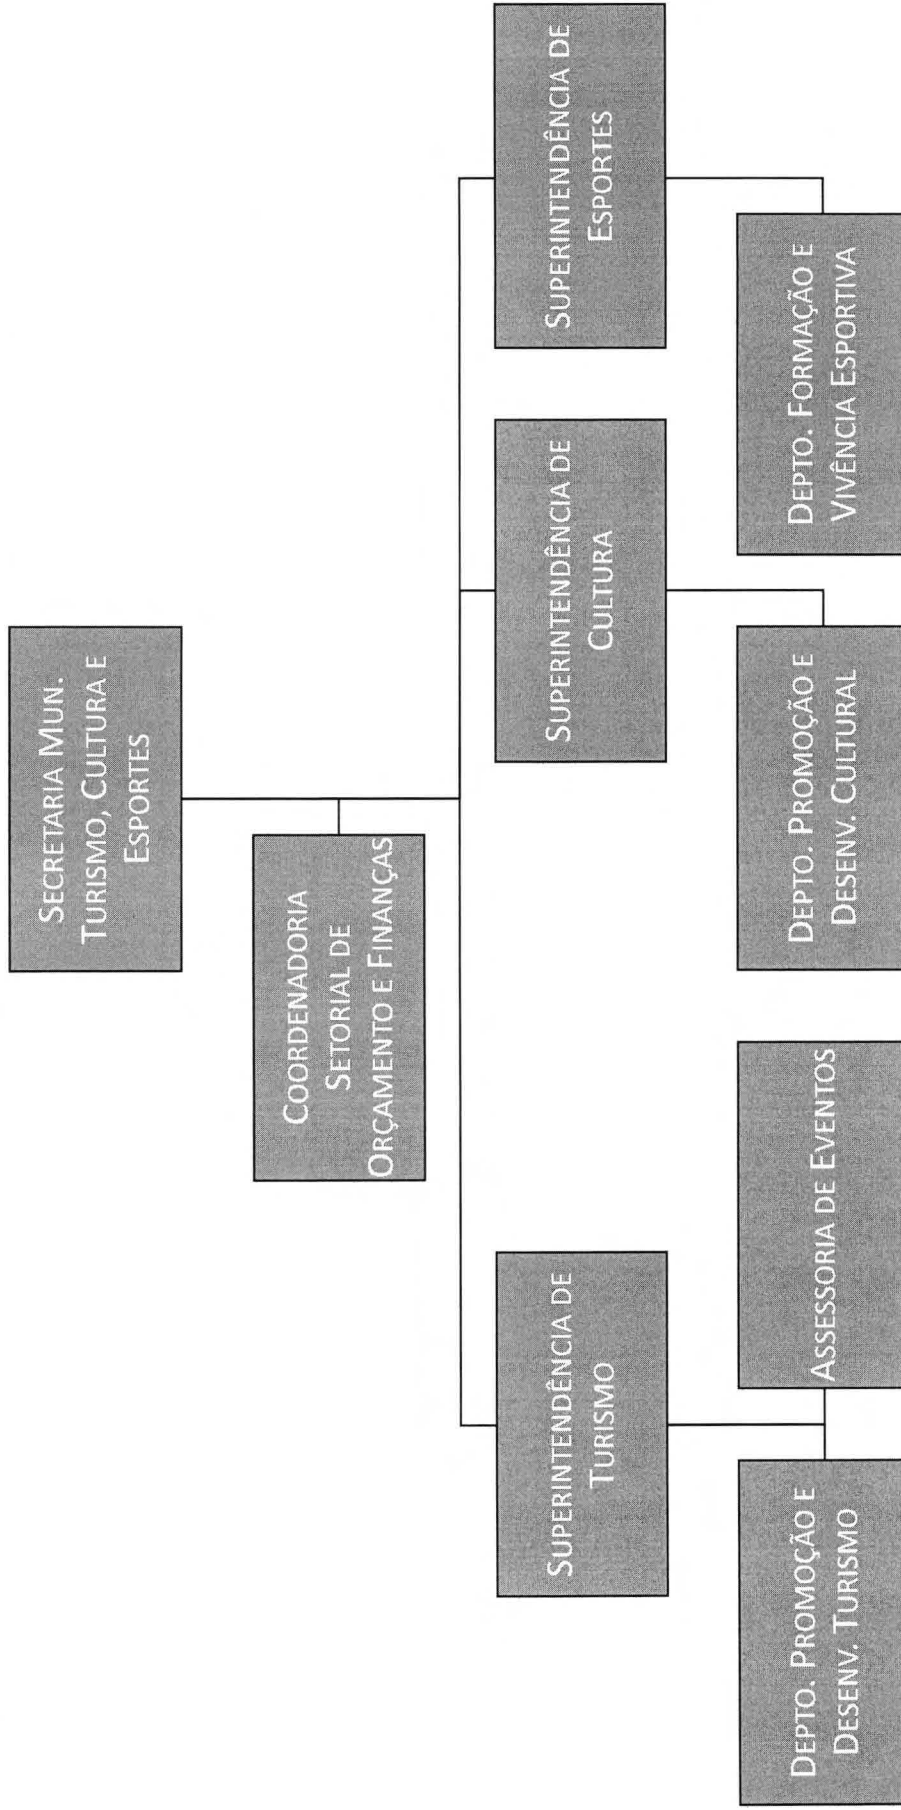 SECRETARIA MUN.
TURISMO, CULTURA E
ESPORTES
COORDENADORIA
SETORIAL DE
ORÇAMENTO E FINANÇAS
SUPERINTENDÊNCIA DE
TURISMO
SUPERINTENDÊNCIA DE
CULTURA
SUPERINTENDÊNCIA DE
ESPORTES
DEPTO. PROMOÇÃO E
DESENV. TURISMO
ASSESSORIA DE EVENTOS
DEPTO. PROMOÇÃO E
DESENV. CULTURAL
DEPTO. FORMAÇÃO E
VIVÊNCIA ESPORTIVA